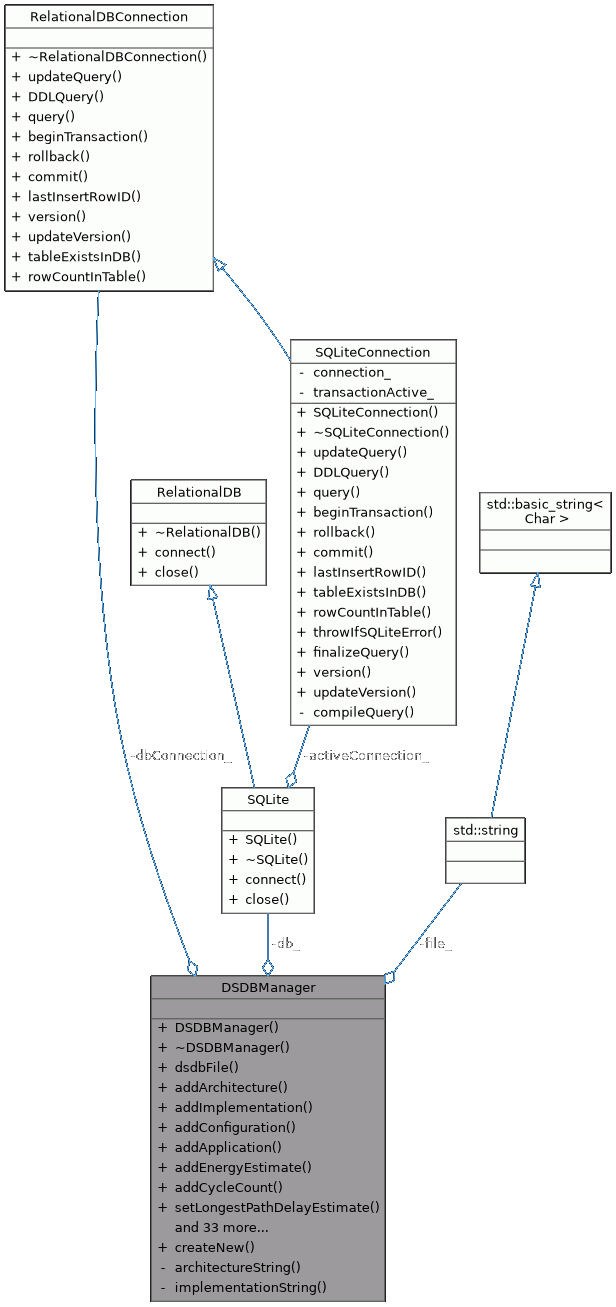 RelationalDBConnection
+ ~RelationalDBConnection()
+ updateQuery()
+ DDLQuery()
+ query()
+ beginTransaction()
+ rollback()
+ commit()
+ lastInsertRowID()
+ version()
+ updateVersion()
+ tableExistsInDB()
+ rowCountInTable()
SQLiteConnection
- connection_
- transactionActive_
+ SQLiteConnection()
+ ~SQLiteConnection()
+ updateQuery()
+ DDLQuery()
+ query()
+ beginTransaction()
+ rollback()
+ commit()
+ lastInsertRowID()
+ tableExistsInDB()
+ rowCountInTable()
+ throwIfSQLiteError()
+ finalizeQuery()
+ version()
+ updateVersion()
- compileQuery()
RelationalDB
+ ~RelationalDB()
+ connect()
+ close()
std::basic_string<
Char >
-dbConnection_
-activeConnection_
SQLite
+ SQLite()
+ ~SQLite()
+ connect()
+ close()
std::string
-db_
-file_
DSDBManager
+ DSDBManager()
+ ~DSDBManager()
+ dsdbFile()
+ addArchitecture()
+ addImplementation()
+ addConfiguration()
+ addApplication()
+ addEnergyEstimate()
+ addCycleCount()
+ setLongestPathDelayEstimate()
and 33 more...
+ createNew()
- architectureString()
- implementationString()